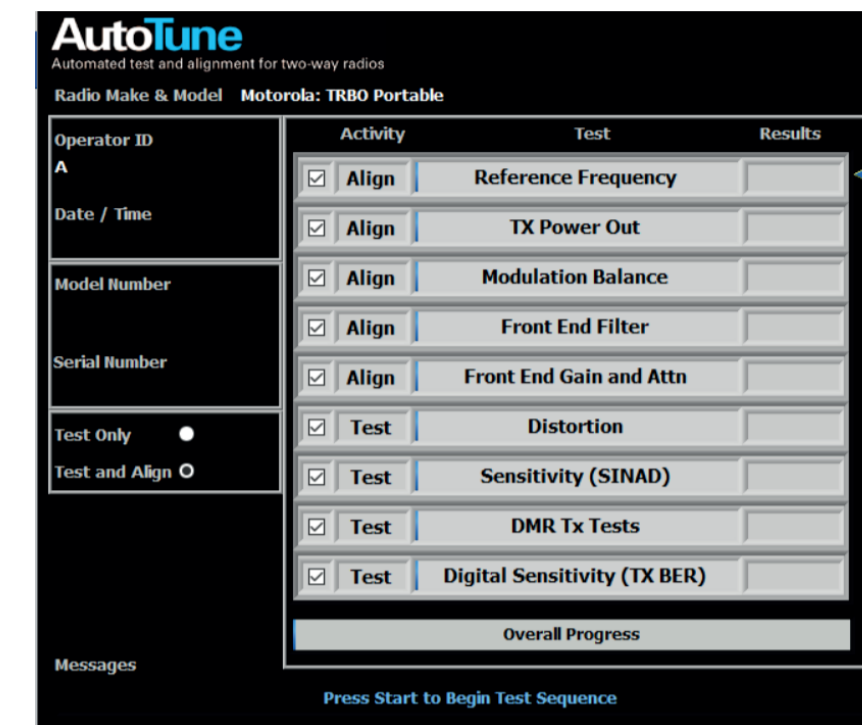 AutoTune
Automated test and alignment for two-way radios
Radio Make & Model Motorola: TRBO Portable
Operator ID
A
Date / Time
Model Number
Serial Number
Test Only
Test and Align
Activity Test Results
Align Reference Frequency
Align TX Power Out
Align Modulation Balance
Align Front End Filter
Align Front End Gain and Attn
Test Distortion
Test Sensitivity (SINAD)
Test DMR Tx Tests
Test Digital Sensitivity (TX BER)
Overall Progress
Messages
Press Start to Begin Test Sequence